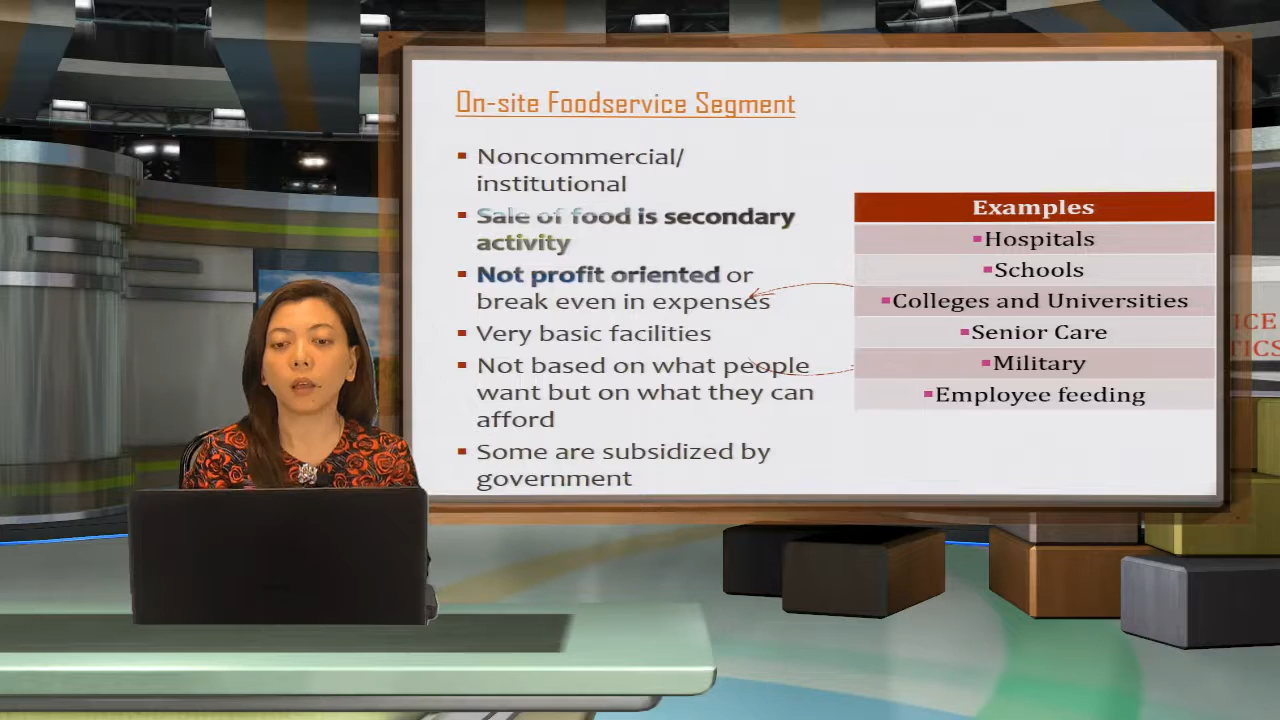 On-site Foodservice Segment
Noncommercial/
institutional
Sale of food is secondary
activity
Not profit oriented or
break even in expenses
Very basic facilities
Not based on what people
want but on what they can
afford
Some are subsidized by
government
Examples
Hospitals
Schools
Colleges and Universities
Senior Care
Military
Employee feeding